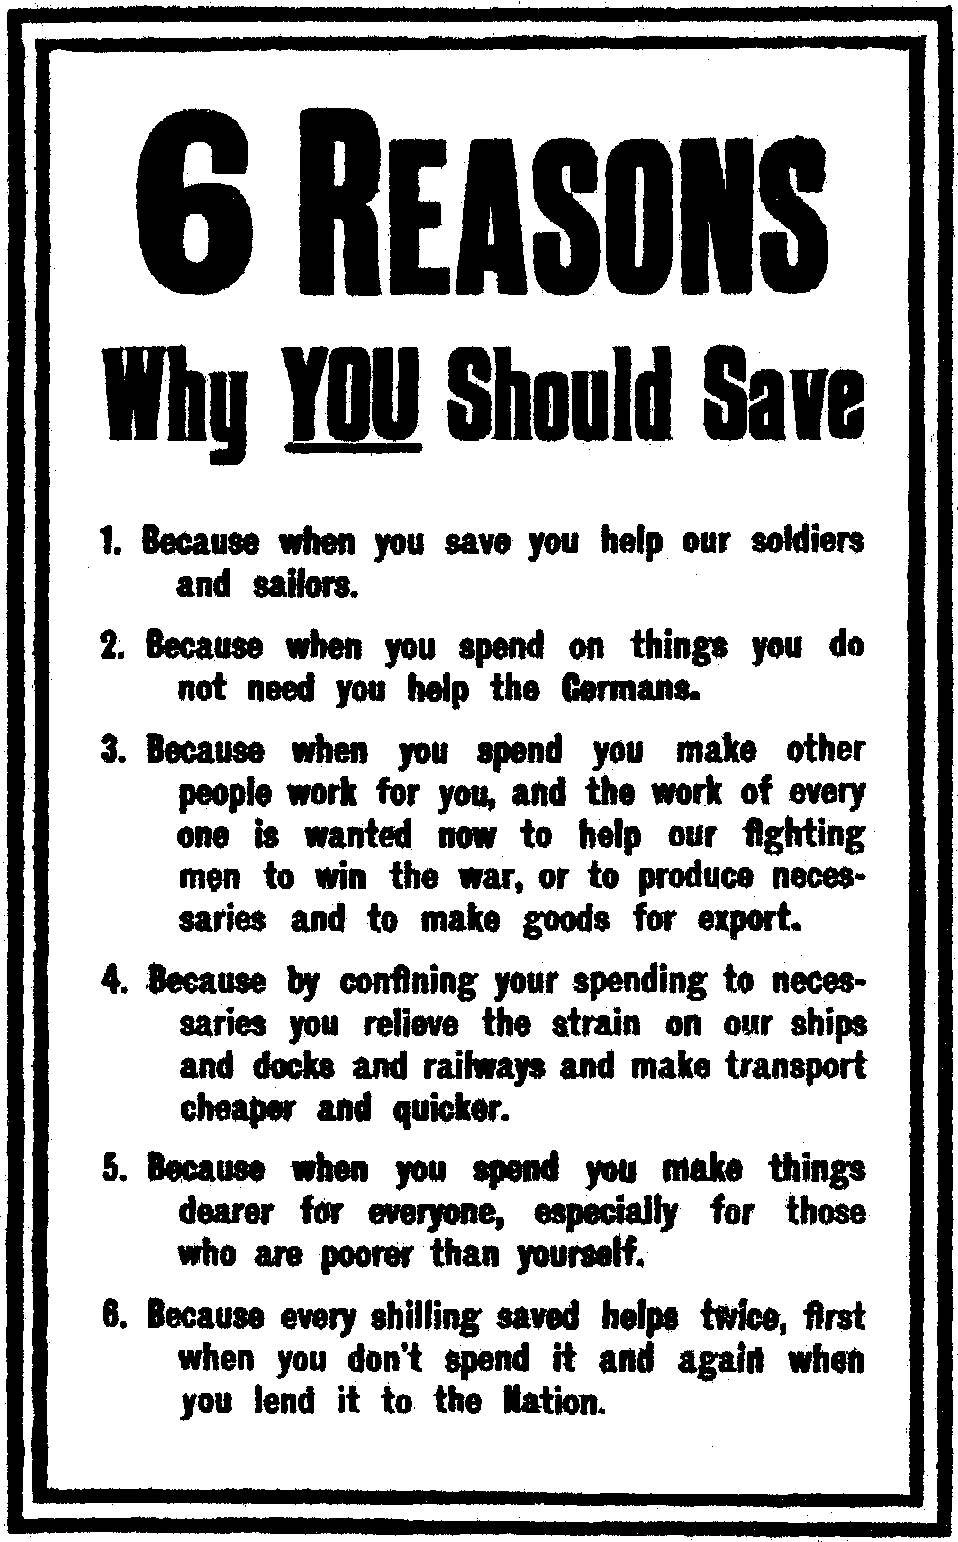 6 REASONS
Why YOU Should Save
1. Because when you save you help our soldiers
and sailors.
2. Because when you spend on things you do
not need you help the Germans.
3. Because when you spend you make other
people work for you, and the work of every
one is wanted now to help our fighting
men to win the war, or to produce neces-
saries and to make goods for export.
4. Because by confining your spending to neces-
saries you relieve the strain on our ships
and docks and railways and make transport
cheaper and quicker.
5. Because when you spend you make things
dearer for everyone, especially for those
who are poorer than yourself.
6. Because every shilling saved helps twice, first
when you don't spend it and again when
you lend it to the Nation.